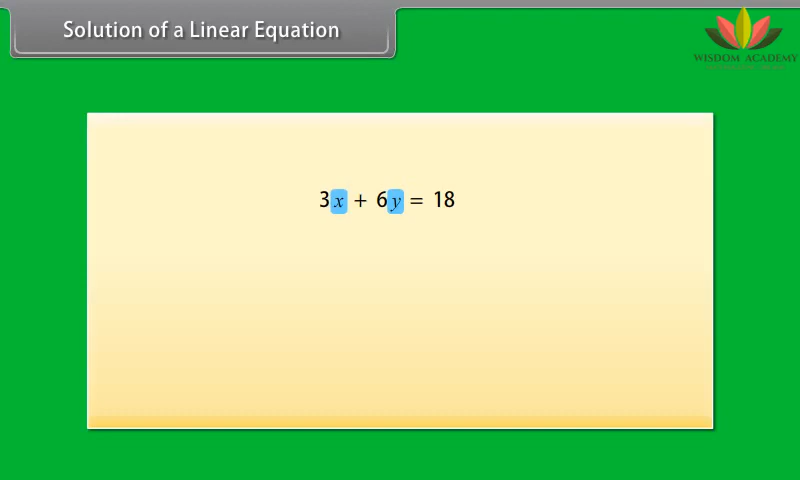 Solution of a Linear Equation
WISDOM ACADEMY
3x + 6y = 18